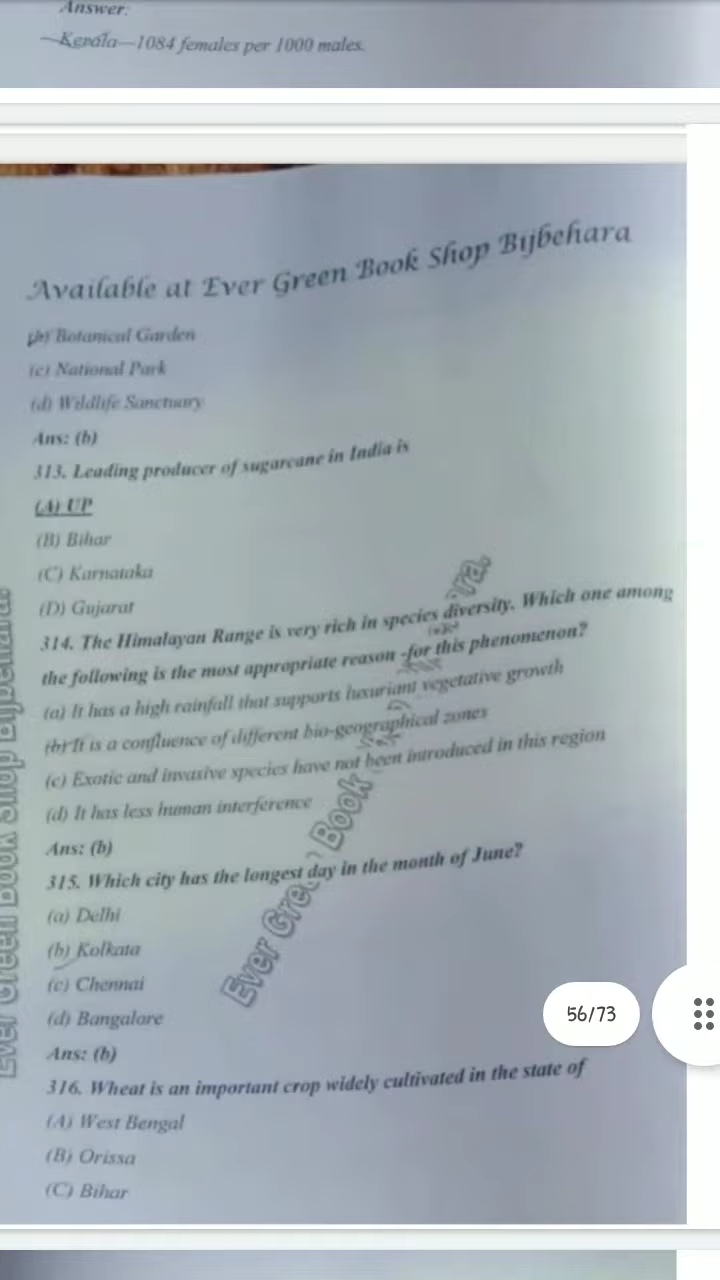 Answer:
Kerala—1084 females per 1000 males.
Available at Ever Green Book Shop Bijbehara
(b) Botanical Garden
(c) National Park
(d) Wildlife Sanctuary
Ans: (b)
313. Leading producer of sugarcane in India is
(A) UP
(B) Bihar
(C) Karnataka
(D) Gujarat
314. The Himalayan Range is very rich in species diversity. Which one among
the following is the most appropriate reason -for this phenomenon?
(a) It has a high rainfall that supports luxuriant vegetative growth
(b) It is a confluence of different bio-geographical zones
(c) Exotic and invasive species have not been introduced in this region
(d) It has less human interference
Ans: (b)
315. Which city has the longest day in the month of June?
(a) Delhi
(b) Kolkata
(c) Chennai
(d) Bangalore
Ans: (b)
316. Wheat is an important crop widely cultivated in the state of
(A) West Bengal
(B) Orissa
(C) Bihar
Ever Green Book
Ever Green Book Shop Bijbehara.
56/73